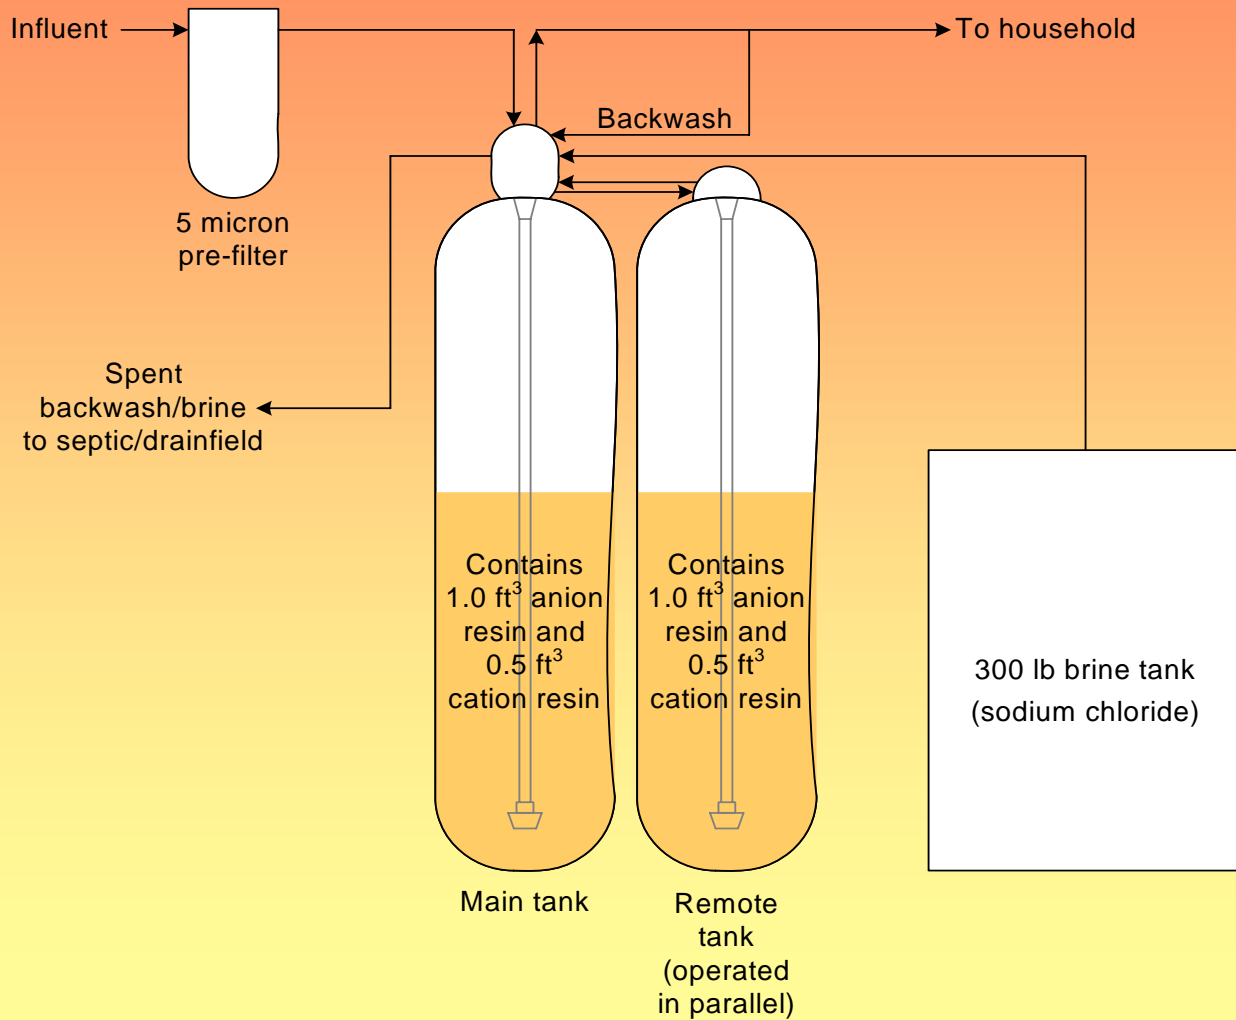 Influent
To household
Backwash
5 micron
pre-filter
Spent
backwash/brine
to septic/drainfield
Contains
1.0 ft³ anion
resin and
0.5 ft³
cation resin
Contains
1.0 ft³ anion
resin and
0.5 ft³
cation resin
300 lb brine tank
(sodium chloride)
Main tank
Remote
tank
(operated
in parallel)